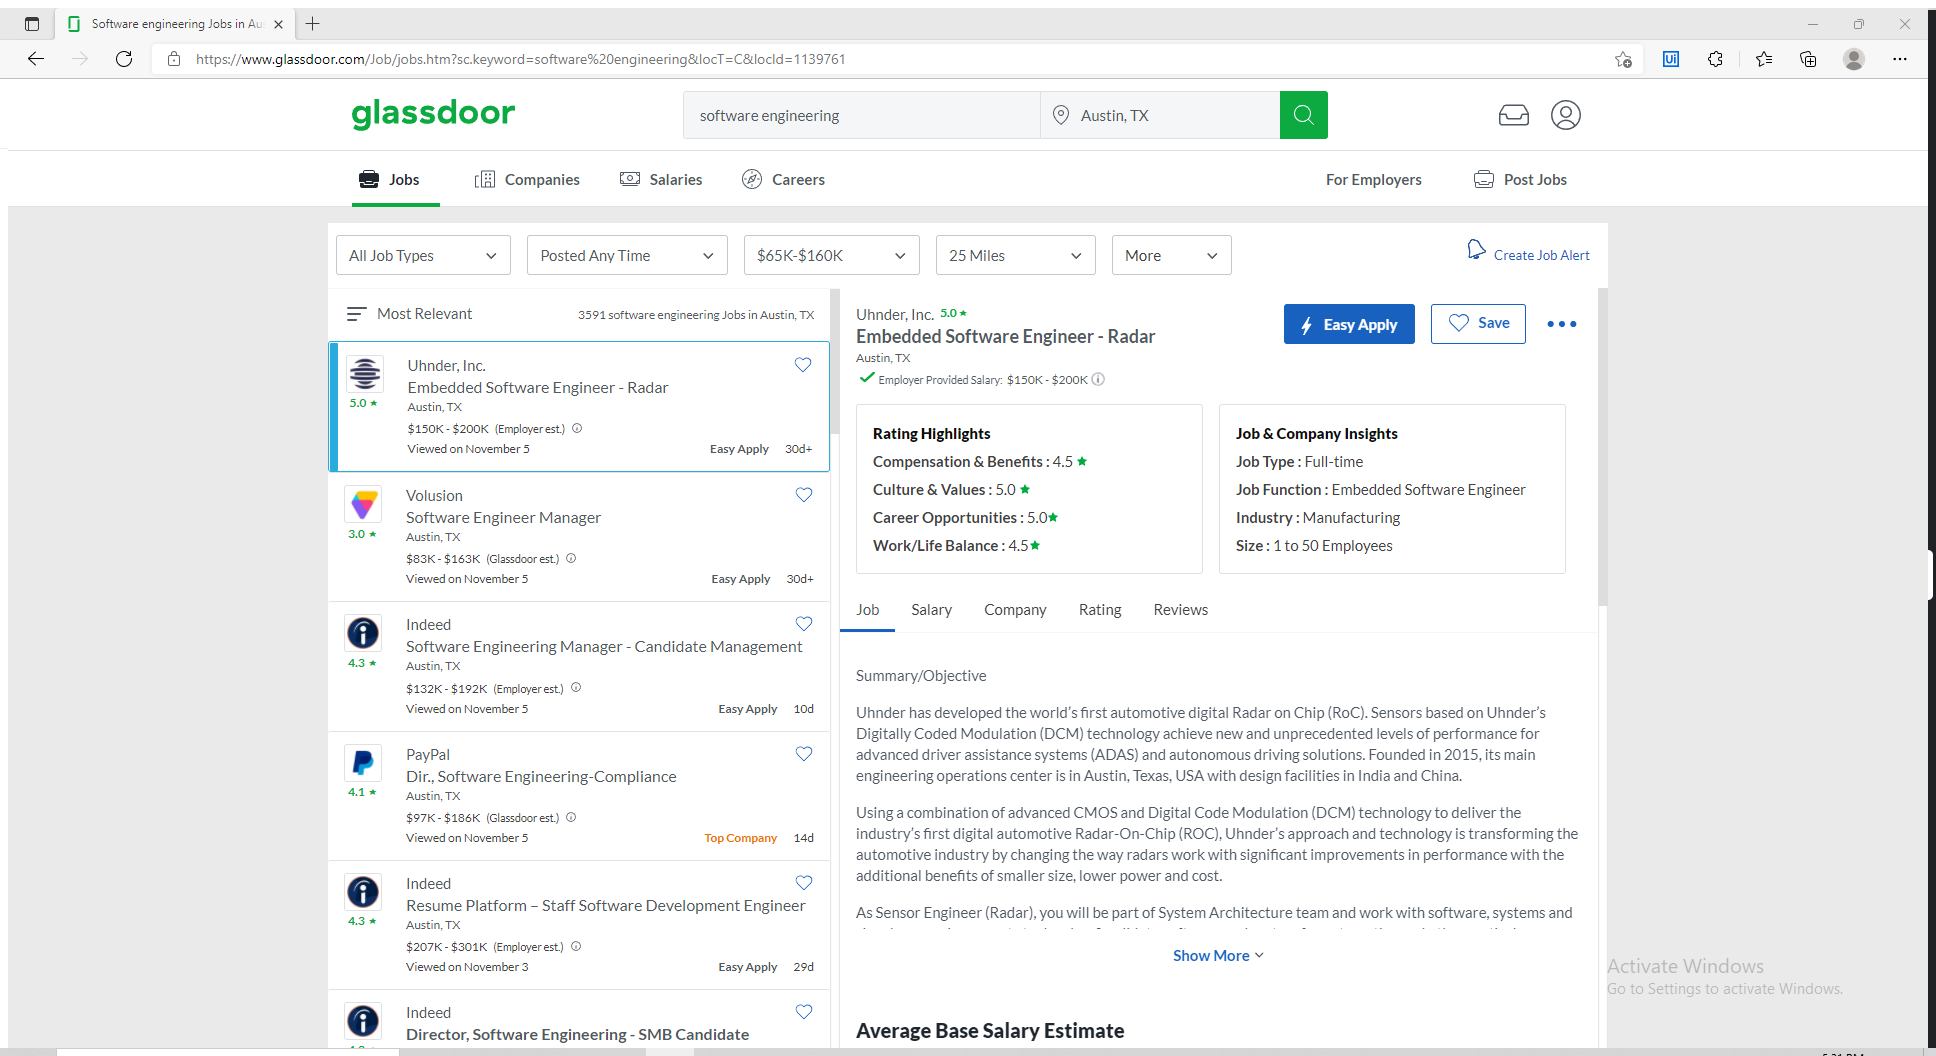 Software engineering Jobs in Au
https://www.glassdoor.com/Job/jobs.htm?sc.keyword=software%20engineering&locT=C&locId=1139761
Ui
glassdoor
software engineering
Austin, TX
Jobs
Companies
Salaries
Careers
For Employers
Post Jobs
All Job Types
Posted Any Time
$65K-$160K
25 Miles
More
Create Job Alert
Most Relevant
3591 software engineering Jobs in Austin, TX
Uhnder, Inc.
Embedded Software Engineer - Radar
5.0 ★
Austin, TX
$150K - $200K (Employer est.)
Viewed on November 5
Easy Apply
30d+
Volusion
Software Engineer Manager
3.0 ★
Austin, TX
$83K - $163K (Glassdoor est.)
Viewed on November 5
Easy Apply
30d+
Indeed
Software Engineering Manager - Candidate Management
4.3 ★
Austin, TX
$132K - $192K (Employer est.)
Viewed on November 5
Easy Apply
10d
PayPal
Dir., Software Engineering-Compliance
4.1 ★
Austin, TX
$97K - $186K (Glassdoor est.)
Viewed on November 5
Top Company
14d
Indeed
Resume Platform – Staff Software Development Engineer
4.3 ★
Austin, TX
$207K - $301K (Employer est.)
Viewed on November 3
Easy Apply
29d
Indeed
Director, Software Engineering - SMB Candidate
Uhnder, Inc. 5.0 ★
Embedded Software Engineer - Radar
Austin, TX
Employer Provided Salary: $150K - $200K
Easy Apply
Save
Rating Highlights
Compensation & Benefits : 4.5 ★
Culture & Values : 5.0 ★
Career Opportunities : 5.0★
Work/Life Balance : 4.5★
Job & Company Insights
Job Type : Full-time
Job Function : Embedded Software Engineer
Industry : Manufacturing
Size : 1 to 50 Employees
Job
Salary
Company
Rating
Reviews
Summary/Objective
Uhnder has developed the world’s first automotive digital Radar on Chip (RoC). Sensors based on Uhnder’s
Digitally Coded Modulation (DCM) technology achieve new and unprecedented levels of performance for
advanced driver assistance systems (ADAS) and autonomous driving solutions. Founded in 2015, its main
engineering operations center is in Austin, Texas, USA with design facilities in India and China.
Using a combination of advanced CMOS and Digital Code Modulation (DCM) technology to deliver the
industry’s first digital automotive Radar-On-Chip (ROC), Uhnder’s approach and technology is transforming the
automotive industry by changing the way radars work with significant improvements in performance with the
additional benefits of smaller size, lower power and cost.
As Sensor Engineer (Radar), you will be part of System Architecture team and work with software, systems and
Show More
Average Base Salary Estimate
Activate Windows
Go to Settings to activate Windows.